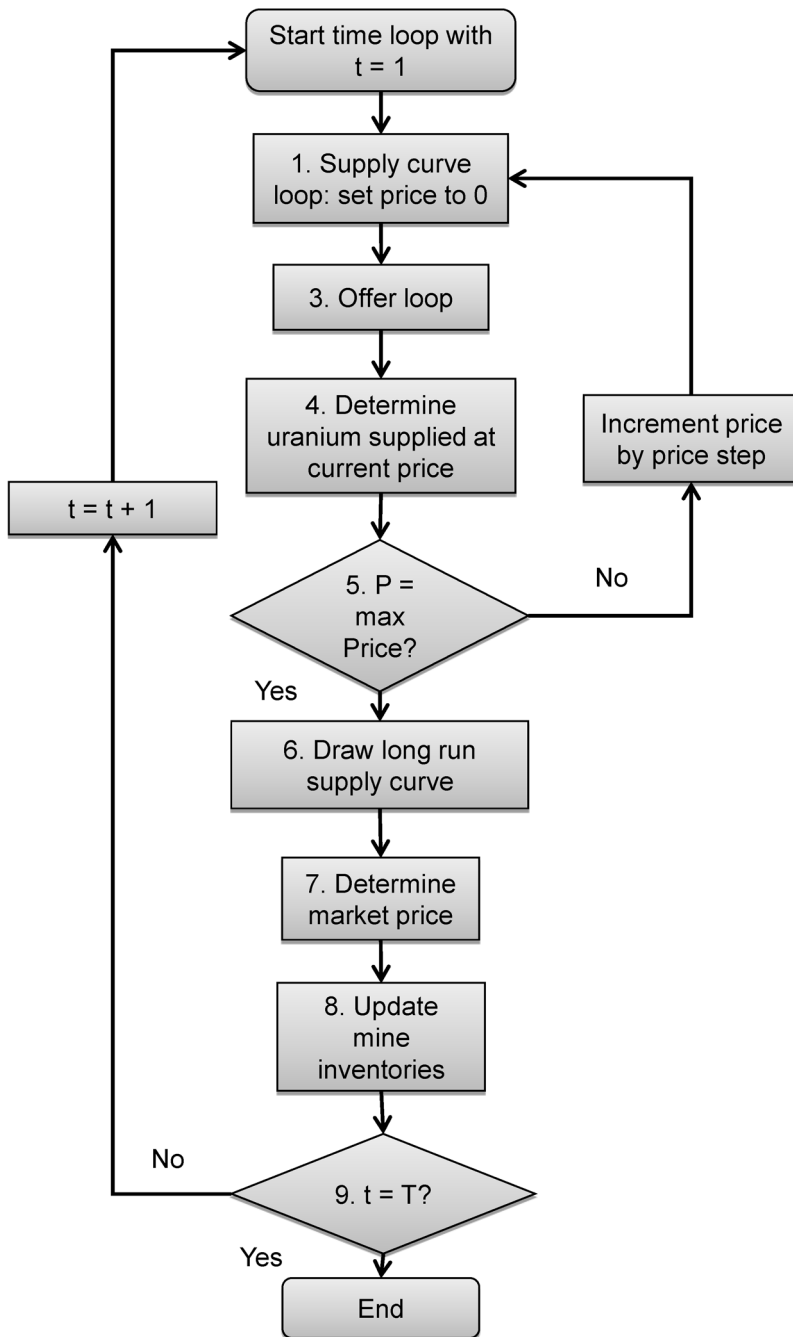 Start time loop with
t = 1
1. Supply curve
loop: set price to 0
3. Offer loop
4. Determine
uranium supplied at
current price
Increment price
by price step
t = t + 1
5. P =
max
Price?
No
Yes
6. Draw long run
supply curve
7. Determine
market price
8. Update
mine
inventories
No
9. t = T?
Yes
End